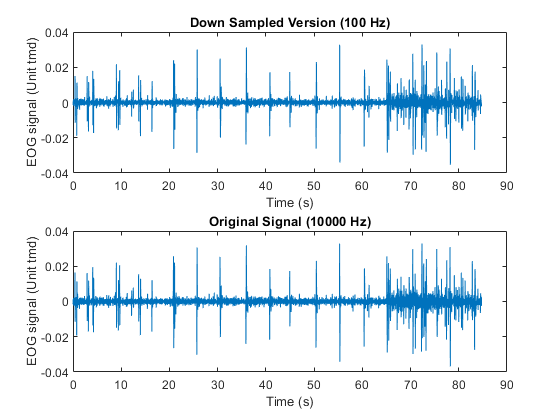 Down Sampled Version (100 Hz)
0.04
0.02
0
-0.02
-0.04
EOG signal (Unit tmd)
0 10 20 30 40 50 60 70 80 90
Time (s)
Original Signal (10000 Hz)
0.04
0.02
0
-0.02
-0.04
EOG signal (Unit tmd)
0 10 20 30 40 50 60 70 80 90
Time (s)